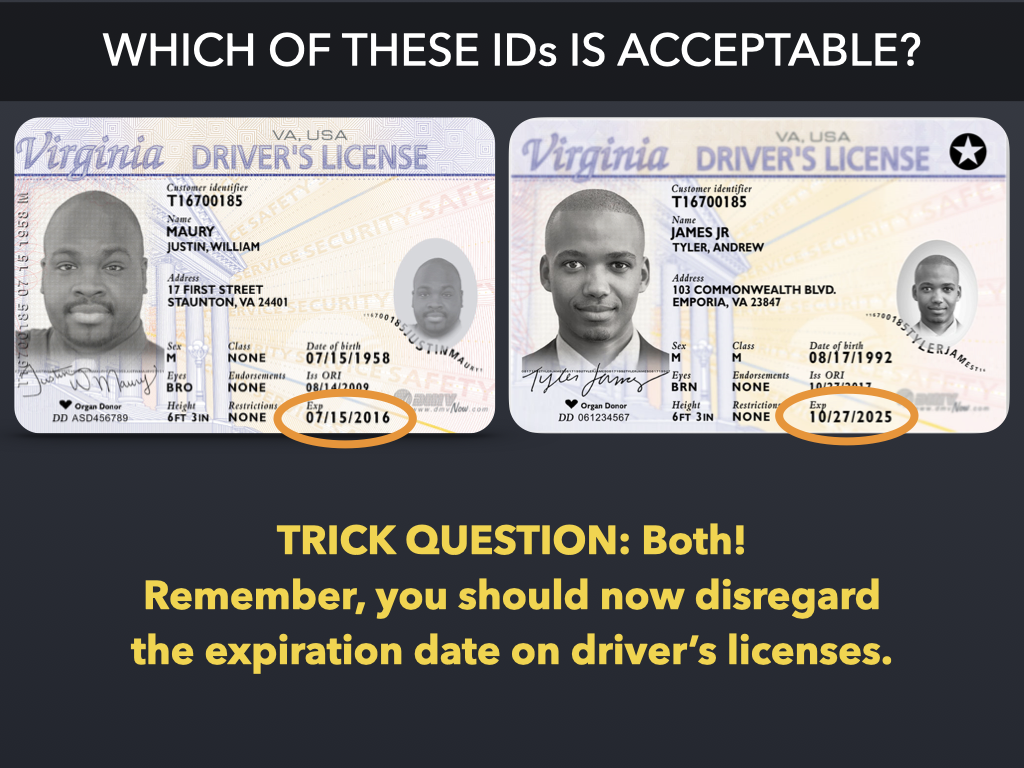 WHICH OF THESE IDs IS ACCEPTABLE?
VA, USA
Virginia DRIVER'S LICENSE
Customer identifier
T16700185
Name
MAURY
JUSTIN, WILLIAM
Address
17 FIRST STREET
STAUNTON, VA 24401
Sex
M
Class
NONE
Date of birth
07/15/1958
Eyes
BRO
Endorsements
NONE
Iss ORI
08/14/2009
Height
6FT 3IN
Restrictions
NONE
Exp
07/15/2016
Organ Donor
DD ASD456789
Justin W Maury
VA, USA
Virginia DRIVER'S LICENSE
Customer identifier
T16700185
Name
JAMES JR
TYLER, ANDREW
Address
103 COMMONWEALTH BLVD.
EMPORIA, VA 23847
Sex
M
Class
M
Date of birth
08/17/1992
Eyes
BRN
Endorsements
NONE
Iss ORI
10/27/2017
Height
6FT 3IN
Restrictions
NONE
Exp
10/27/2025
Organ Donor
DD 061234567
Tyler James
TRICK QUESTION: Both!
Remember, you should now disregard
the expiration date on driver's licenses.